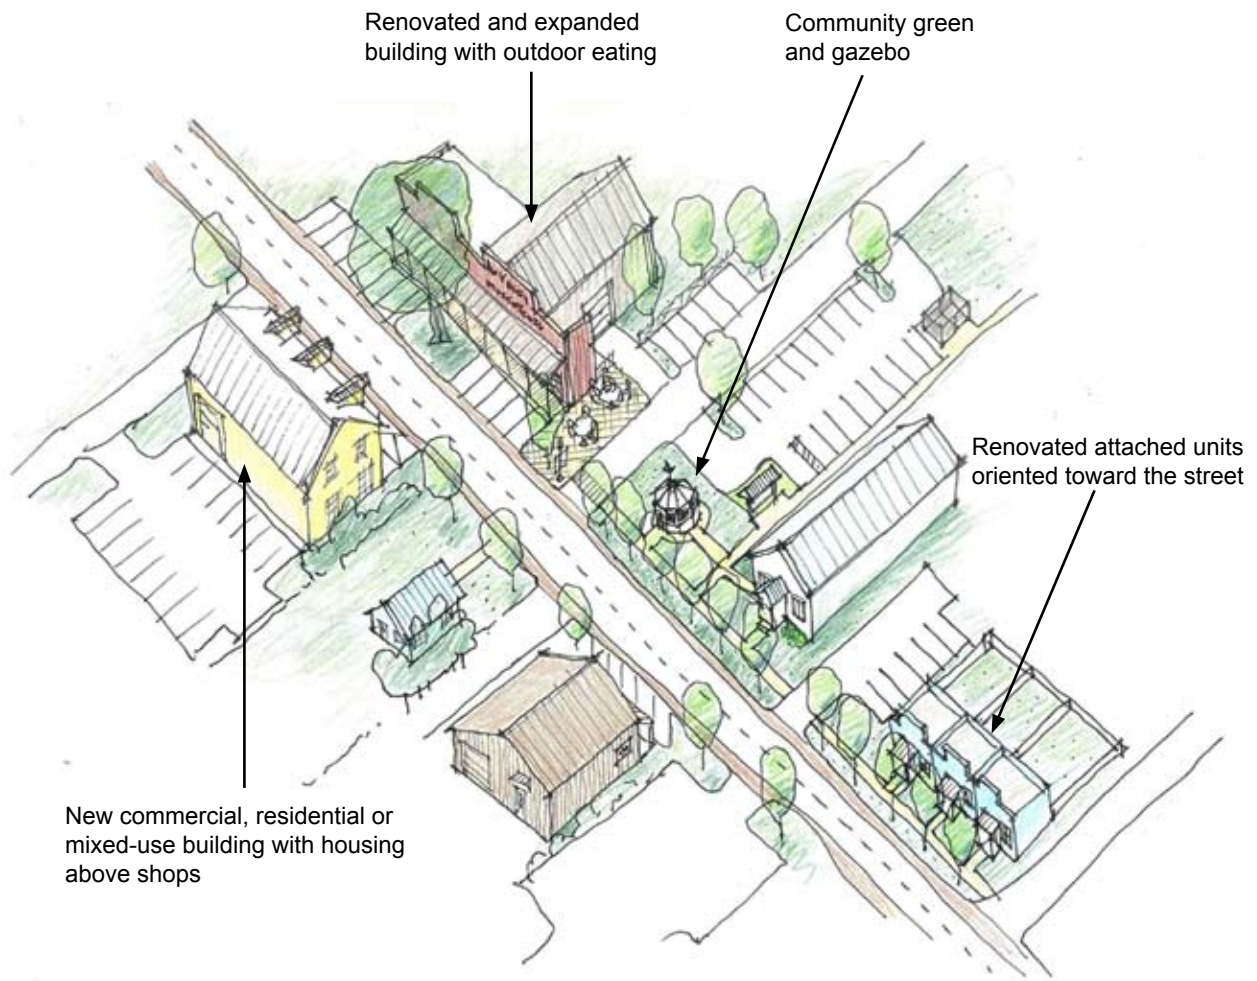 Renovated and expanded
building with outdoor eating
Community green
and gazebo
Renovated attached units
oriented toward the street
New commercial, residential or
mixed-use building with housing
above shops